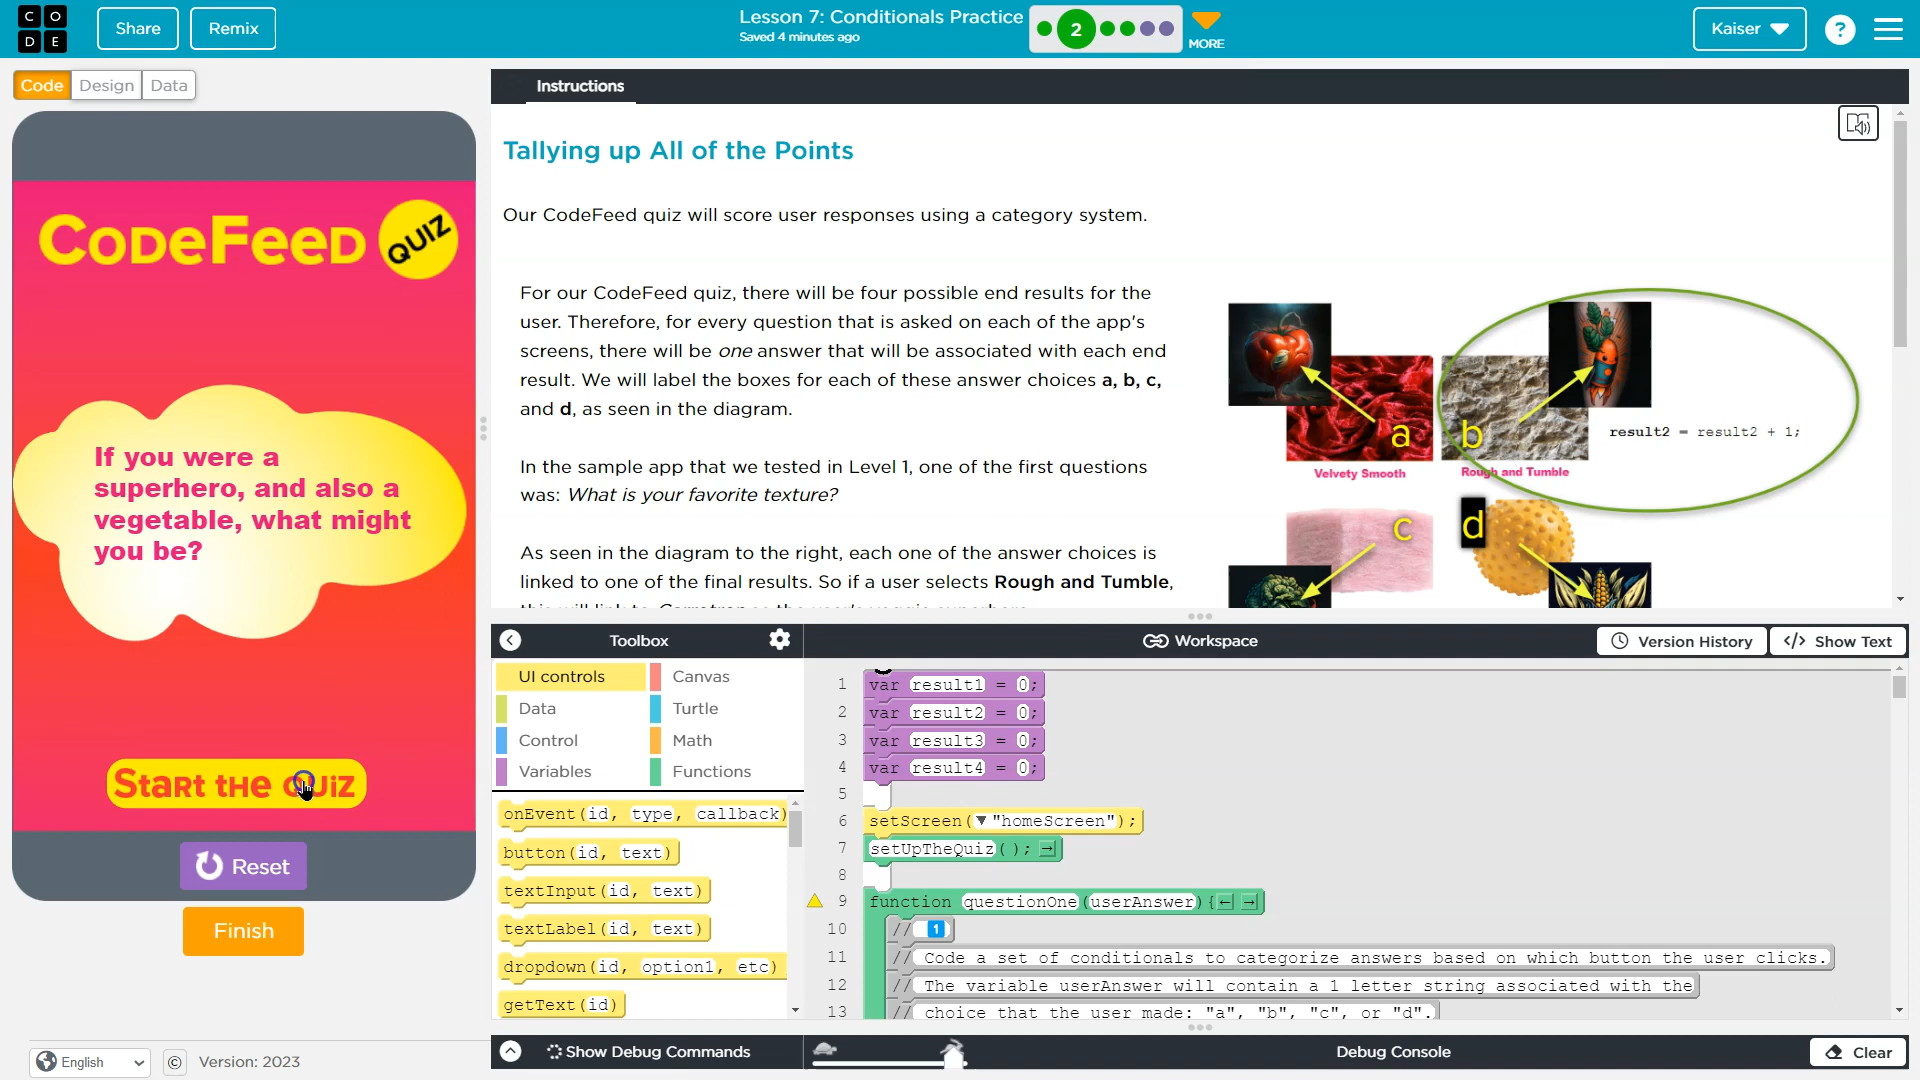 C O
D E
Share
Remix
Lesson 7: Conditionals Practice
Saved 4 minutes ago
2
MORE
Kaiser
?
Code
Design
Data
CODEFEED
QUIZ
If you were a
superhero, and also a
vegetable, what might
you be?
START THE QUIZ
Reset
Finish
English
©
Version: 2023
Instructions
Tallying up All of the Points
Our CodeFeed quiz will score user responses using a category system.
For our CodeFeed quiz, there will be four possible end results for the
user. Therefore, for every question that is asked on each of the app's
screens, there will be one answer that will be associated with each end
result. We will label the boxes for each of these answer choices a, b, c,
and d, as seen in the diagram.
In the sample app that we tested in Level 1, one of the first questions
was: What is your favorite texture?
As seen in the diagram to the right, each one of the answer choices is
linked to one of the final results. So if a user selects Rough and Tumble,
a
b
result2 = result2 + 1;
Velvety Smooth
Rough and Tumble
c
d
Toolbox
Workspace
Version History
</> Show Text
UI controls
Canvas
Data
Turtle
Control
Math
Variables
Functions
onEvent(id, type, callback)
button(id, text)
textInput(id, text)
textLabel(id, text)
dropdown(id, option1, etc)
getText(id)
1 var result1 = 0;
2 var result2 = 0;
3 var result3 = 0;
4 var result4 = 0;
5
6 setScreen("homeScreen");
7 setUpTheQuiz();
8
9 function questionOne(userAnswer){
10 // 1
11 // Code a set of conditionals to categorize answers based on which button the user clicks.
12 // The variable userAnswer will contain a 1 letter string associated with the
13 // choice that the user made: "a", "b", "c", or "d".
Show Debug Commands
Debug Console
Clear